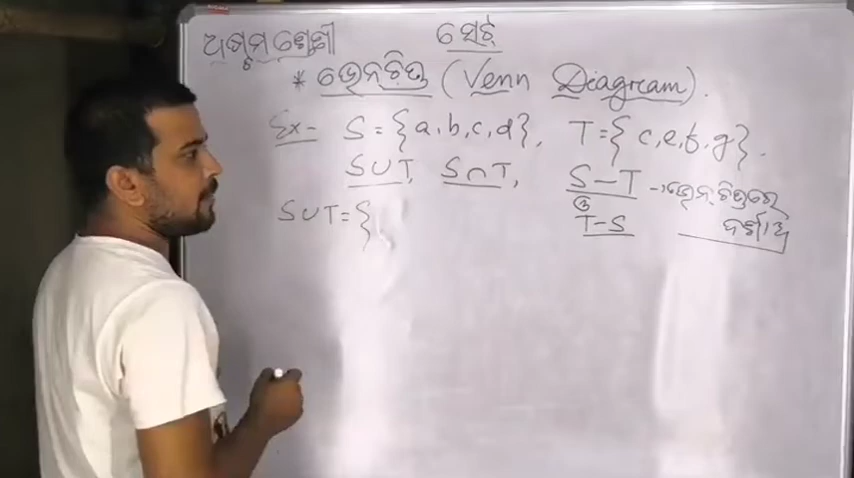 ଅଷ୍ଟମ ଶ୍ରେଣୀ ସେଟ୍
* ଭେନଚିତ୍ର (Venn Diagram).
Ex- S = {a, b, c, d}, T = { c, e, f, g }.
S∪T, S∩T, S-T → ଭେନ୍ ଚିତ୍ରରେ
ଓ T-S ଦର୍ଶାଅ
S∪T = {